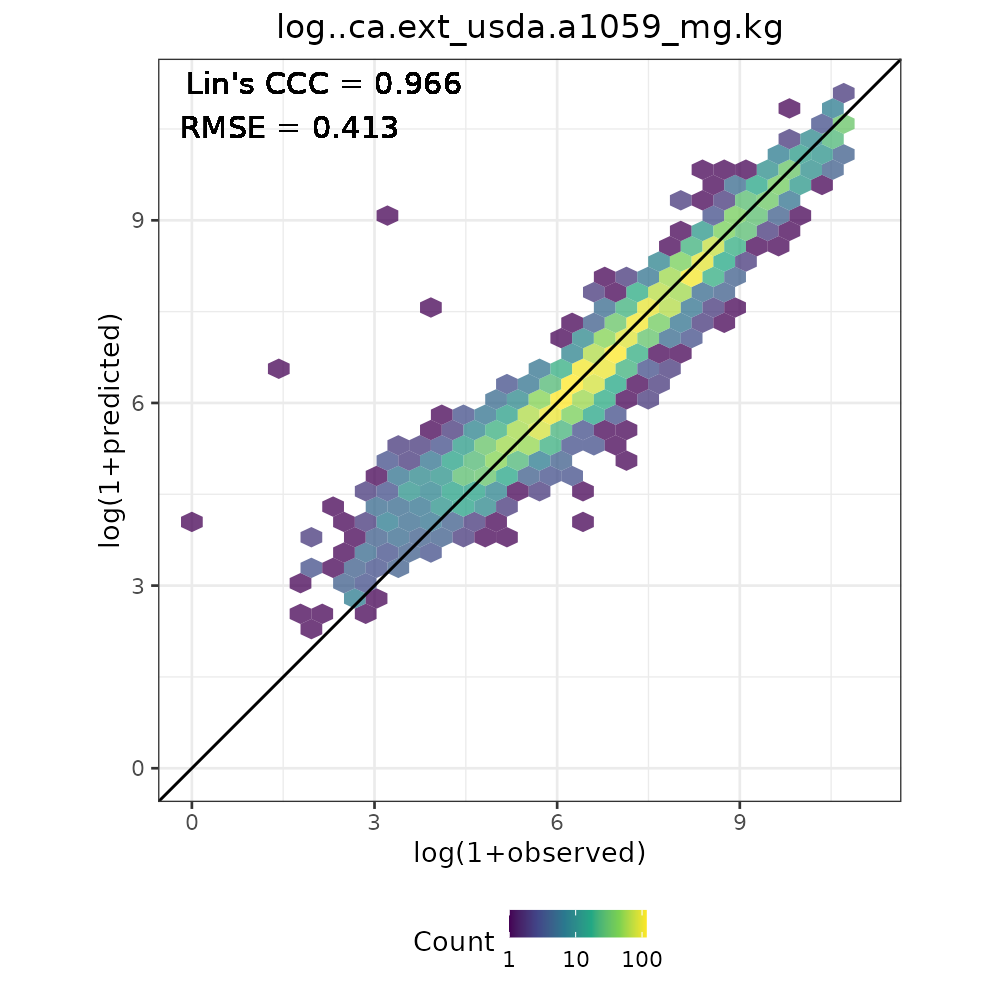 log..ca.ext_usda.a1059_mg.kg
Lin's CCC = 0.966
RMSE = 0.413
log(1+predicted)
9
6
3
0
0 3 6 9
log(1+observed)
Count
1 10 100